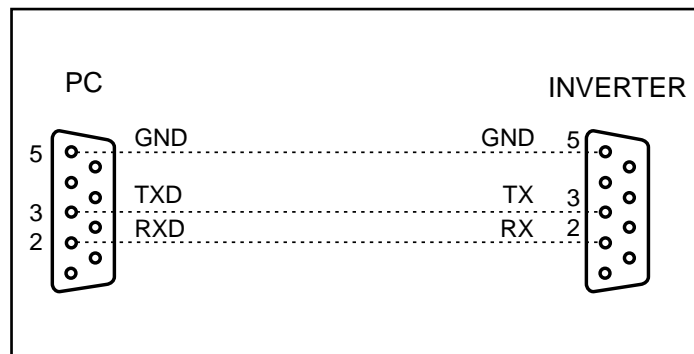 PC
INVERTER
5 GND GND 5
3 TXD TX 3
2 RXD RX 2